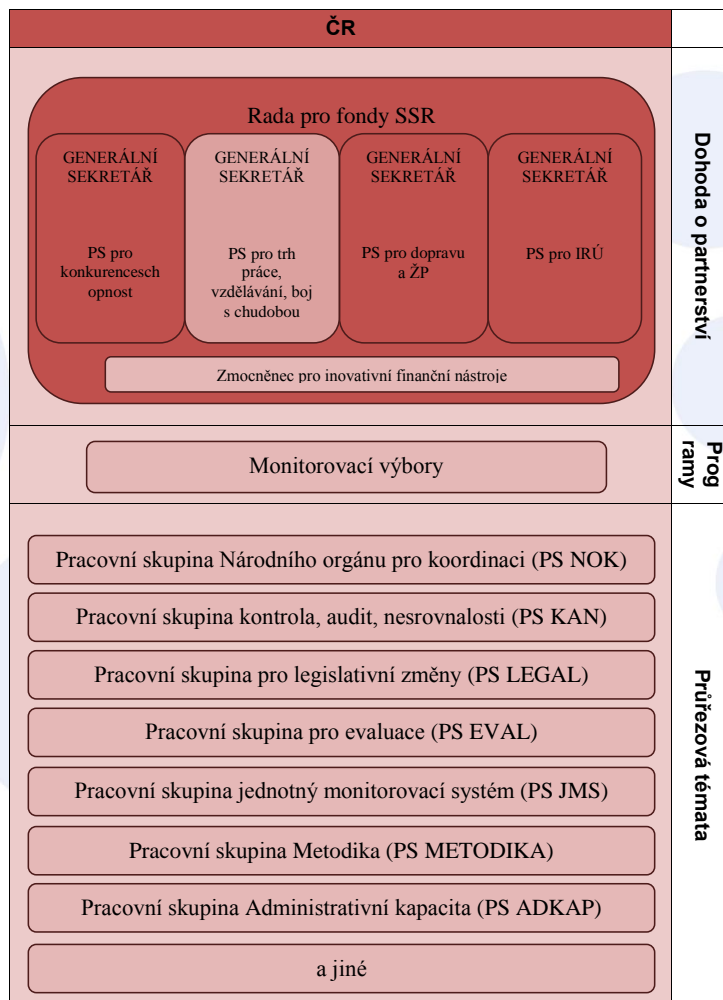 ČR
Rada pro fondy SSR
GENERÁLNÍ
SEKRETÁŘ
PS pro
konkurencesch
opnost
GENERÁLNÍ
SEKRETÁŘ
PS pro trh
práce,
vzdělávání, boj
s chudobou
GENERÁLNÍ
SEKRETÁŘ
PS pro dopravu
a ŽP
GENERÁLNÍ
SEKRETÁŘ
PS pro IRÚ
Zmocněnec pro inovativní finanční nástroje
Dohoda o partnerství
Monitorovací výbory
Prog
ramy
Pracovní skupina Národního orgánu pro koordinaci (PS NOK)
Pracovní skupina kontrola, audit, nesrovnalosti (PS KAN)
Pracovní skupina pro legislativní změny (PS LEGAL)
Pracovní skupina pro evaluace (PS EVAL)
Pracovní skupina jednotný monitorovací systém (PS JMS)
Pracovní skupina Metodika (PS METODIKA)
Pracovní skupina Administrativní kapacita (PS ADKAP)
a jiné
Průřezová témata